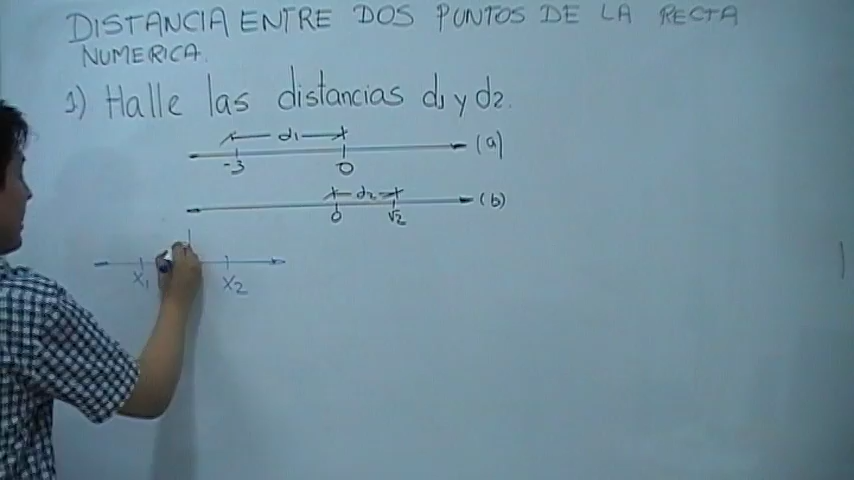 DISTANCIA ENTRE DOS PUNTOS DE LA RECTA
NUMERICA.
1) Halle las distancias d1 y d2.
d1
-3 0 (a)
d2
0 √2 (b)
X1 X2